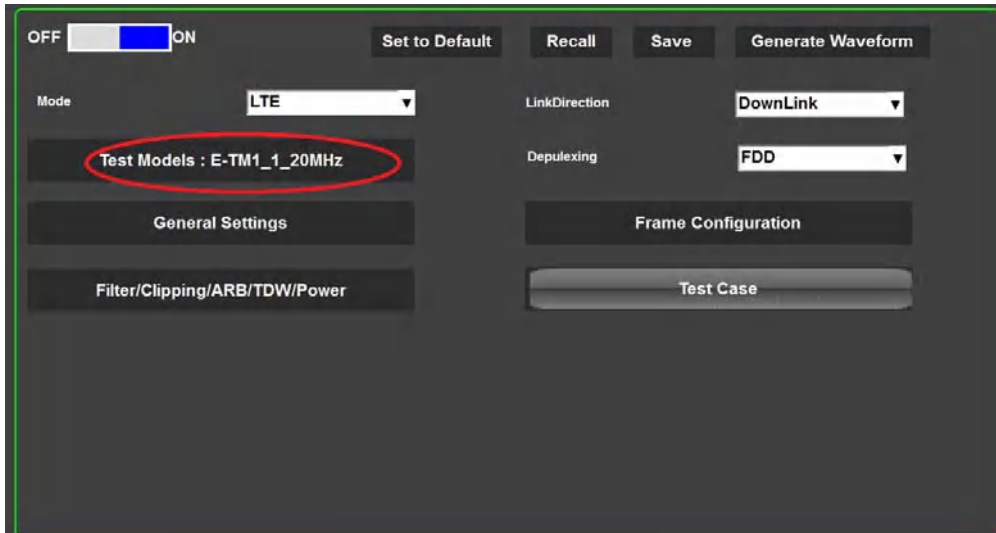 OFF ON Set to Default Recall Save Generate Waveform
Mode LTE LinkDirection DownLink
Test Models : E-TM1_1_20MHz Depulexing FDD
General Settings Frame Configuration
Filter/Clipping/ARB/TDW/Power Test Case